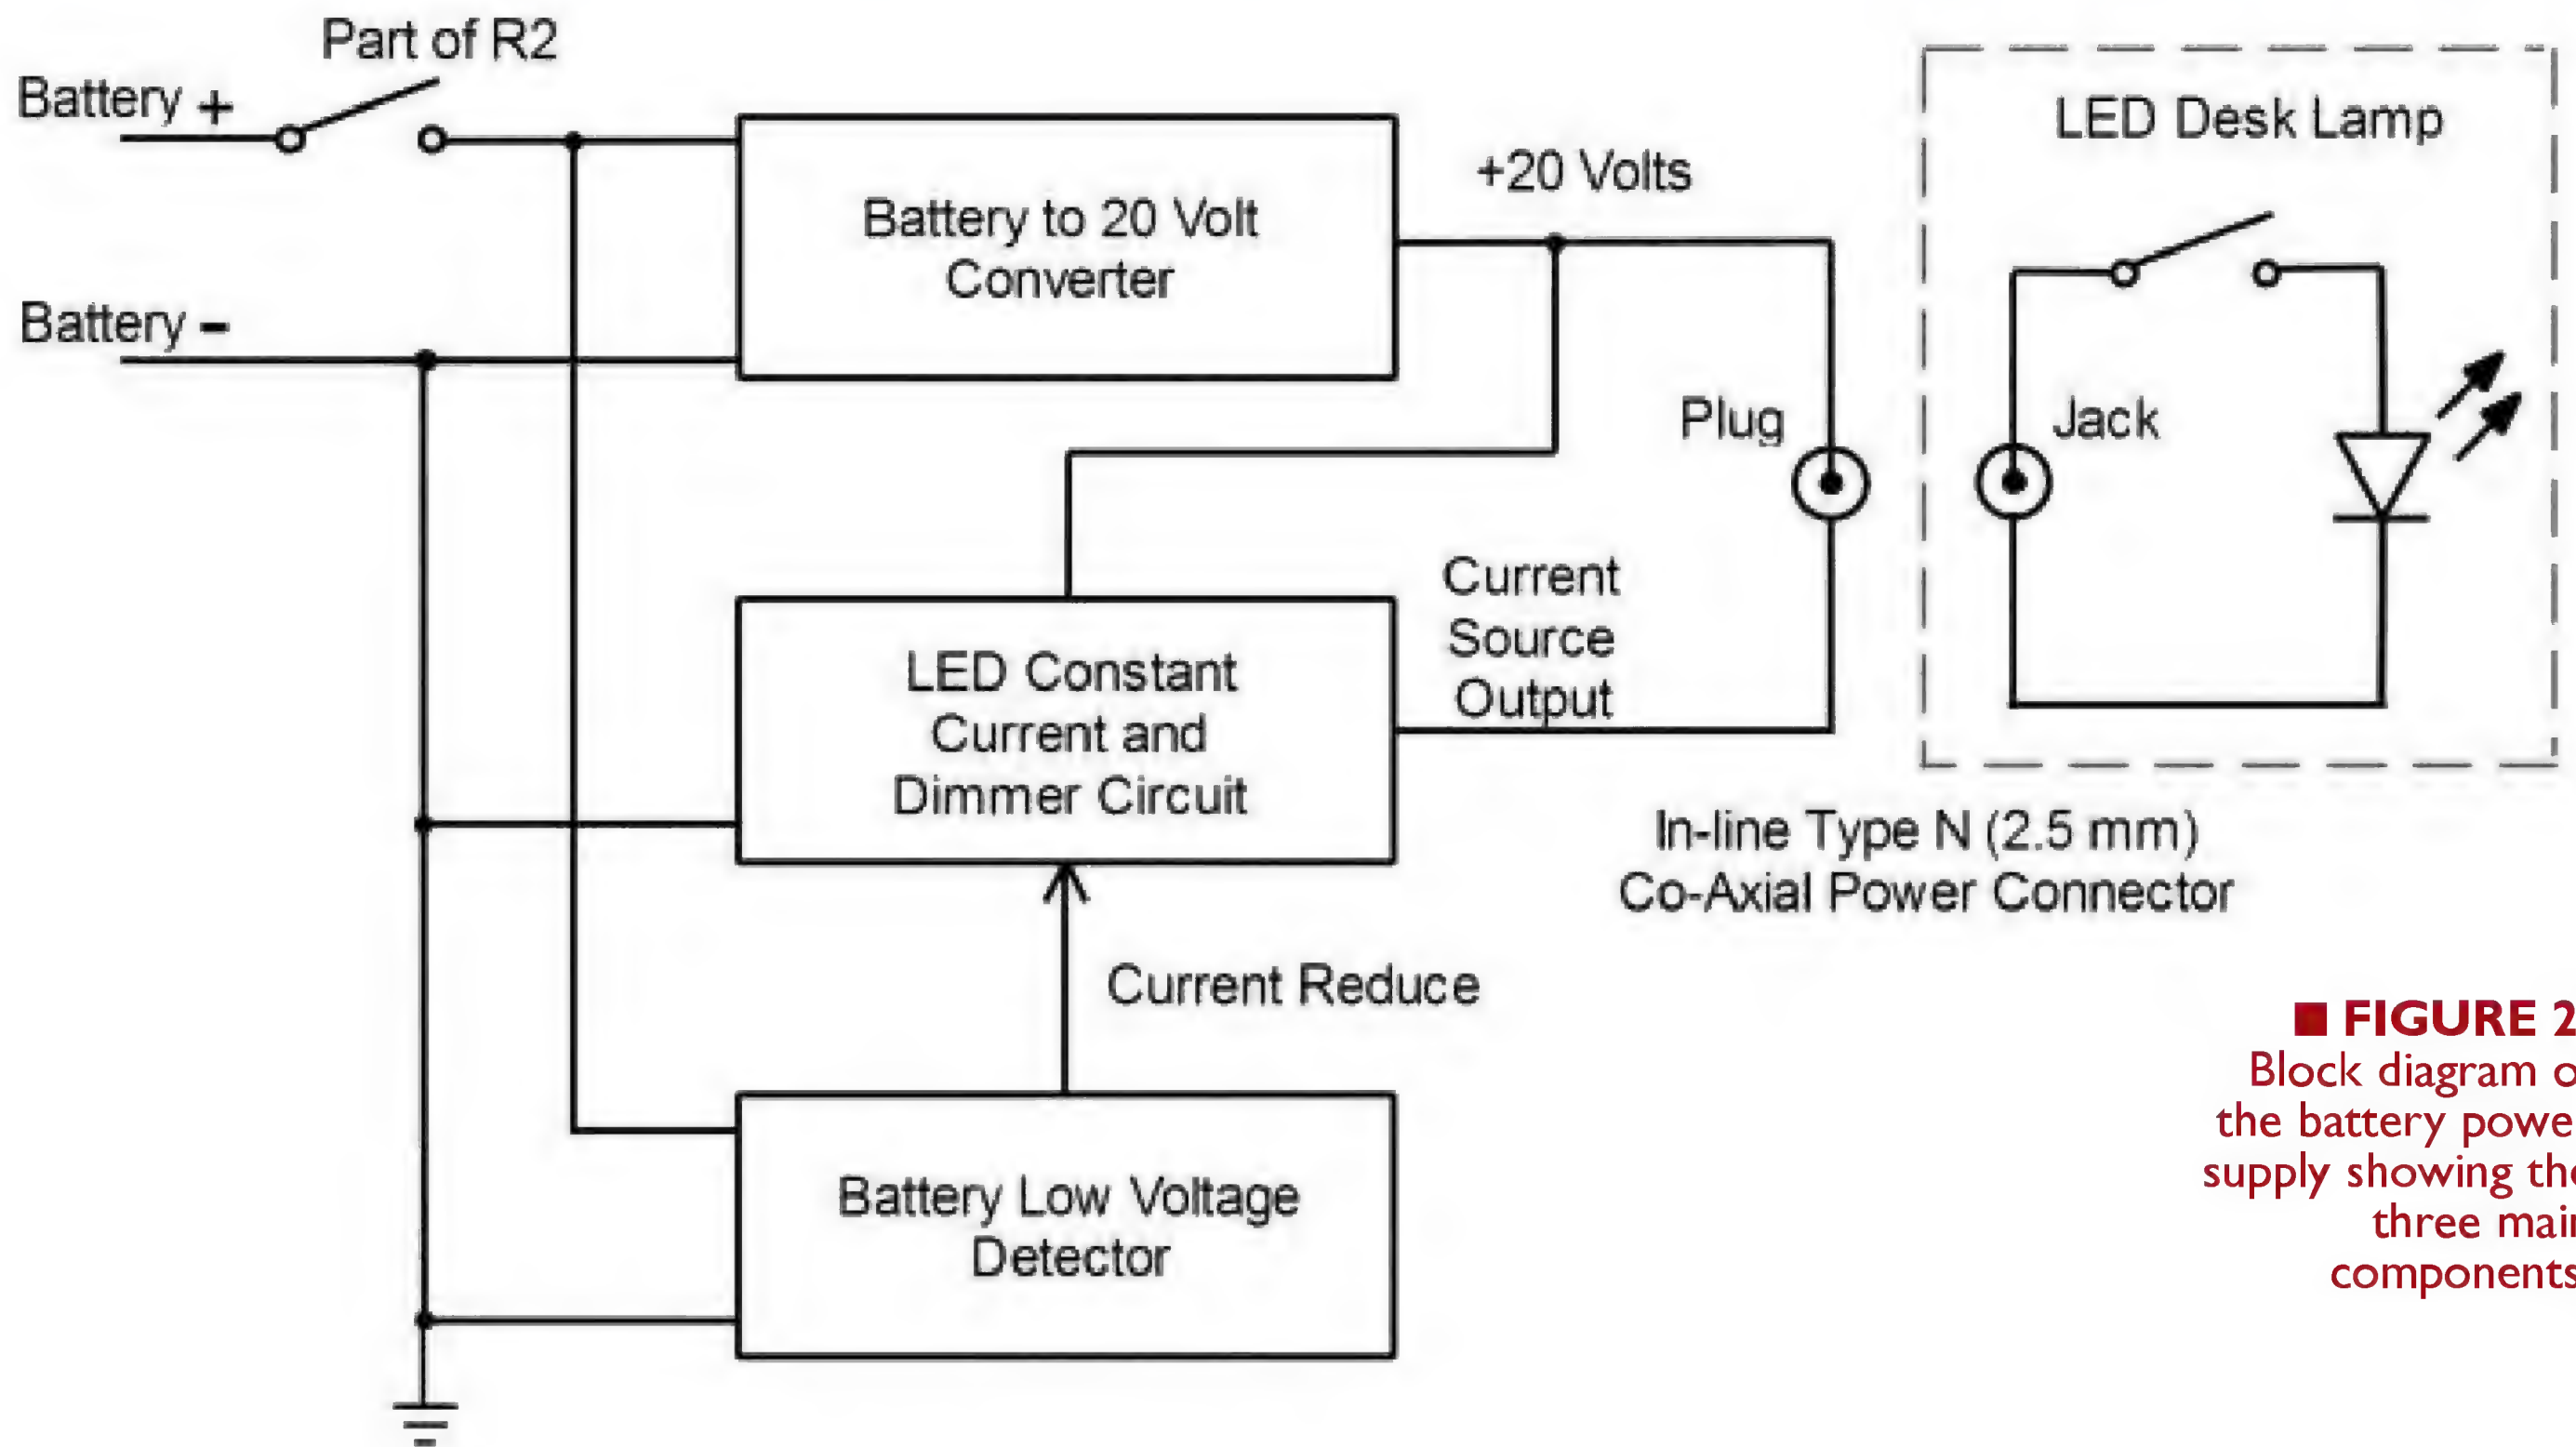 Part of R2
Battery +
Battery -
Battery to 20 Volt
Converter
+20 Volts
LED Desk Lamp
Plug
Jack
Current
Source
Output
LED Constant
Current and
Dimmer Circuit
In-line Type N (2.5 mm)
Co-Axial Power Connector
Current Reduce
Battery Low Voltage
Detector
■ FIGURE 2
Block diagram o
the battery powe
supply showing the
three main
components